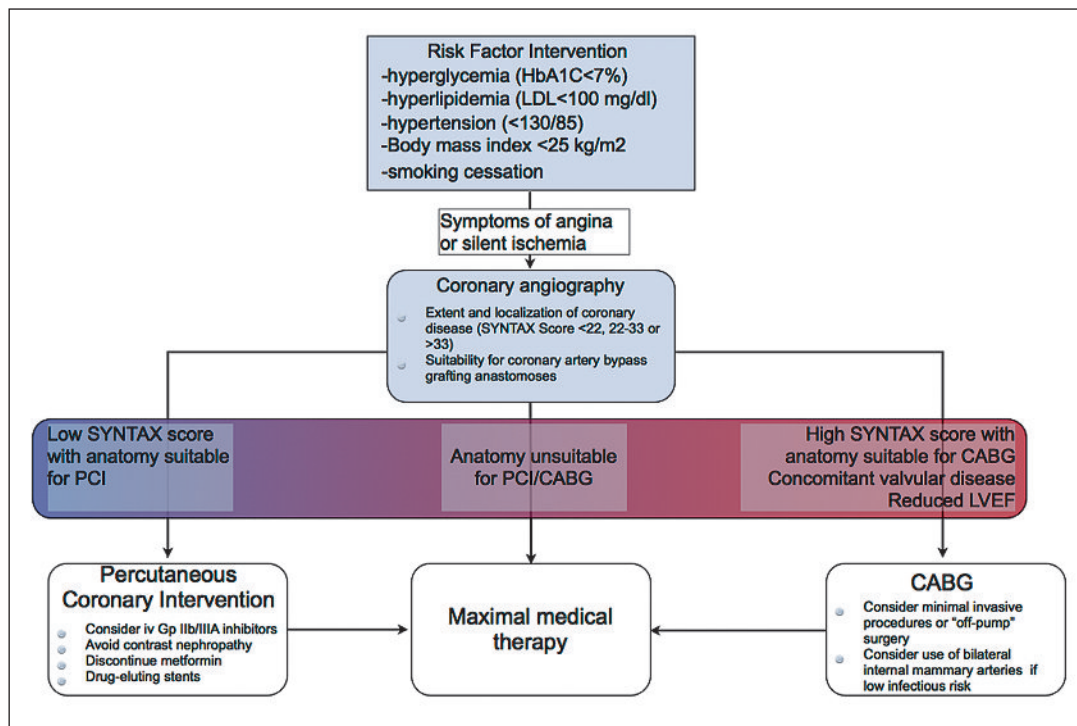 Risk Factor Intervention
-hyperglycemia (HbA1C<7%)
-hyperlipidemia (LDL<100 mg/dl)
-hypertension (<130/85)
-Body mass index <25 kg/m2
-smoking cessation
Symptoms of angina
or silent ischemia
Coronary angiography
Extent and localization of coronary
disease (SYNTAX Score <22, 22-33 or
>33)
Suitability for coronary artery bypass
grafting anastomoses
Low SYNTAX score
with anatomy suitable
for PCI
Anatomy unsuitable
for PCI/CABG
High SYNTAX score with
anatomy suitable for CABG
Concomitant valvular disease
Reduced LVEF
Percutaneous
Coronary Intervention
Consider iv Gp IIb/IIIA inhibitors
Avoid contrast nephropathy
Discontinue metformin
Drug-eluting stents
Maximal medical
therapy
CABG
Consider minimal invasive
procedures or "off-pump"
surgery
Consider use of bilateral
internal mammary arteries if
low infectious risk